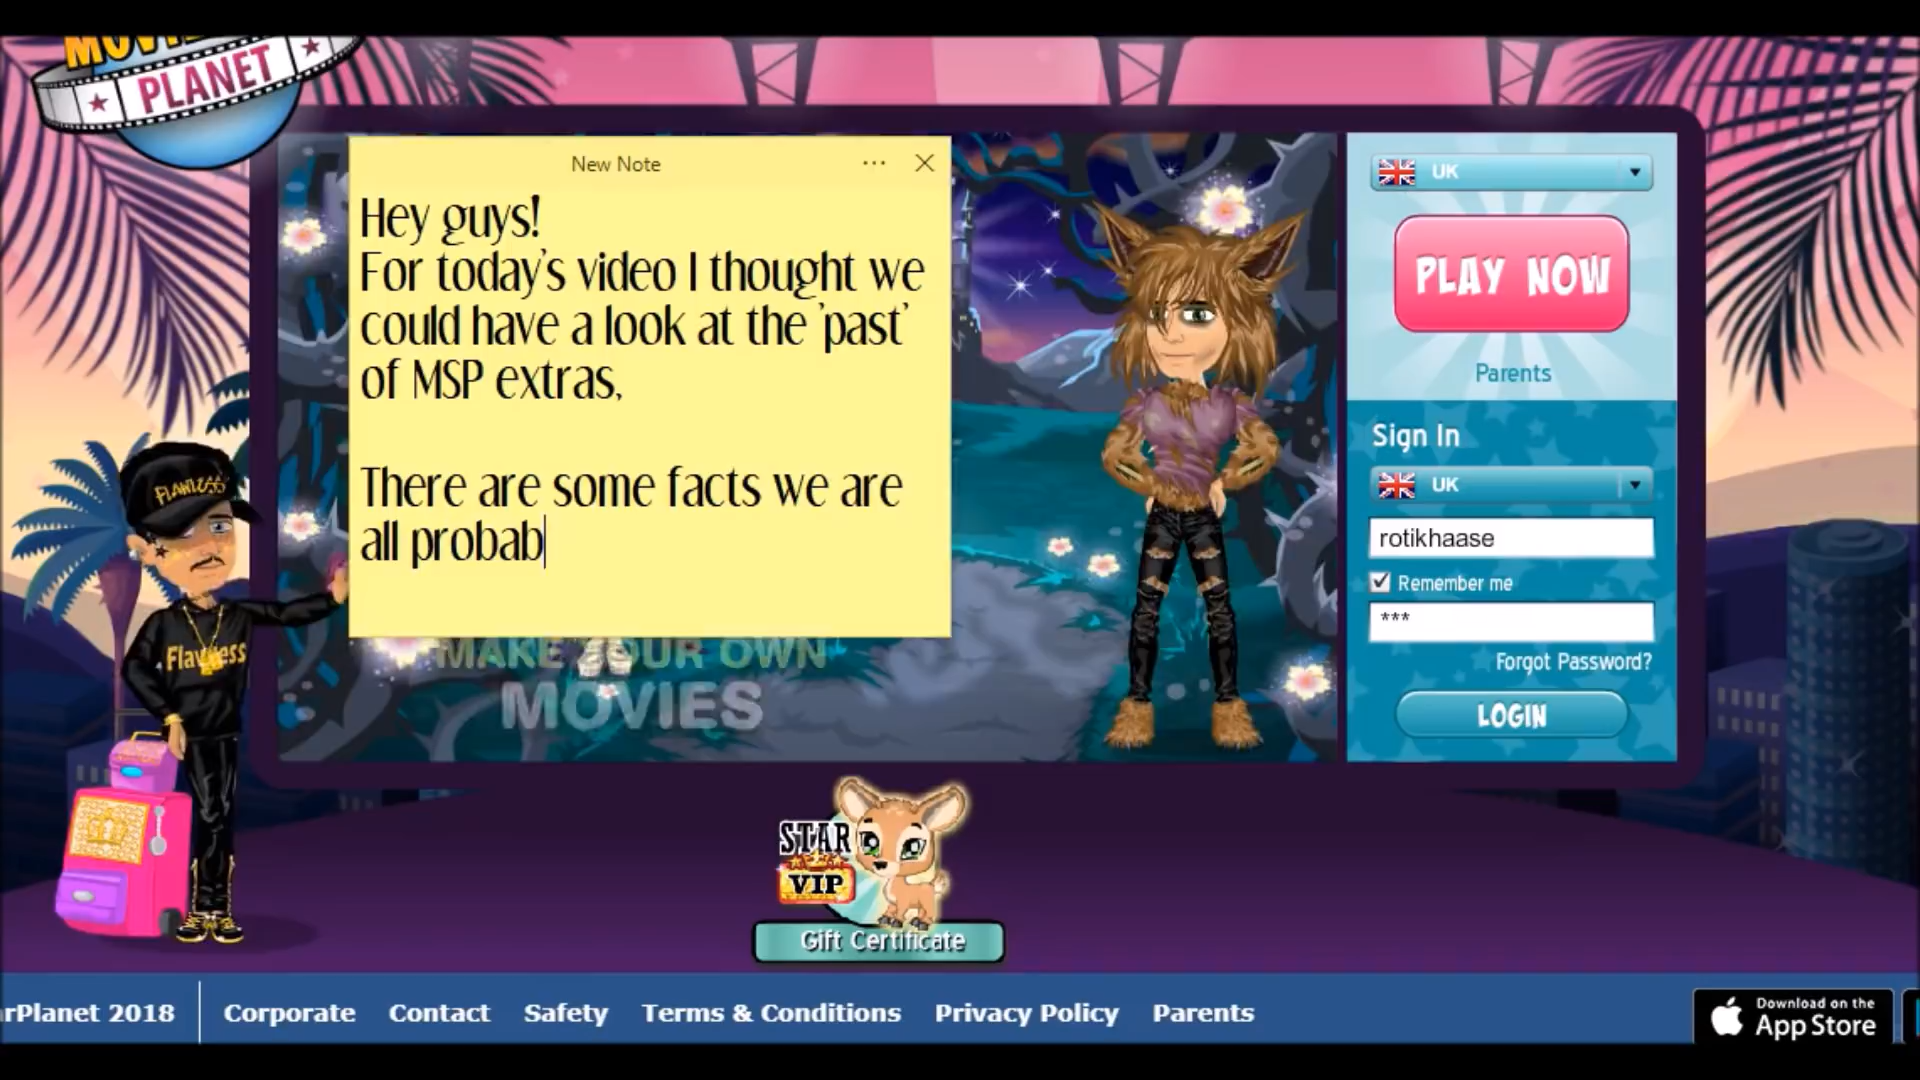 PLANET
New Note
Hey guys!
For today's video I thought we
could have a look at the 'past'
of MSP extras,
There are some facts we are
all probab
MAKE YOUR OWN
MOVIES
FLAWLESS
Flawless
UK
PLAY NOW
Parents
Sign In
UK
rotikhaase
Remember me
***
Forgot Password?
LOGIN
STAR
VIP
Gift Certificate
rPlanet 2018
Corporate
Contact
Safety
Terms & Conditions
Privacy Policy
Parents
Download on the
App Store